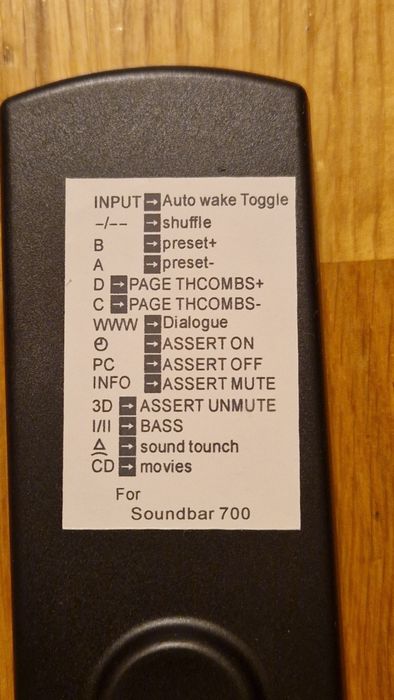 INPUT → Auto wake Toggle
-/-- → shuffle
B → preset+
A → preset-
D → PAGE THCOMBS+
C → PAGE THCOMBS-
WWW → Dialogue
◴ → ASSERT ON
PC → ASSERT OFF
INFO → ASSERT MUTE
3D → ASSERT UNMUTE
I/II → BASS
△ → sound tounch
CD → movies
For
Soundbar 700